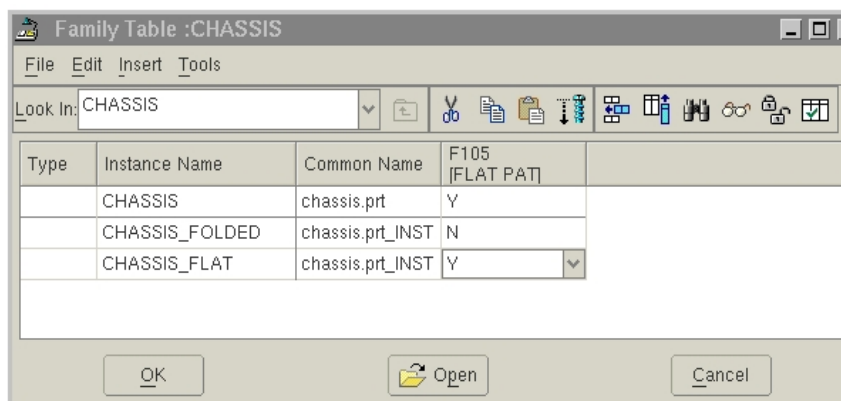 Family Table :CHASSIS
File Edit Insert Tools
Look In: CHASSIS
Type Instance Name Common Name F105
[FLAT PAT]
CHASSIS chassis.prt Y
CHASSIS_FOLDED chassis.prt_INST N
CHASSIS_FLAT chassis.prt_INST Y
OK Open Cancel